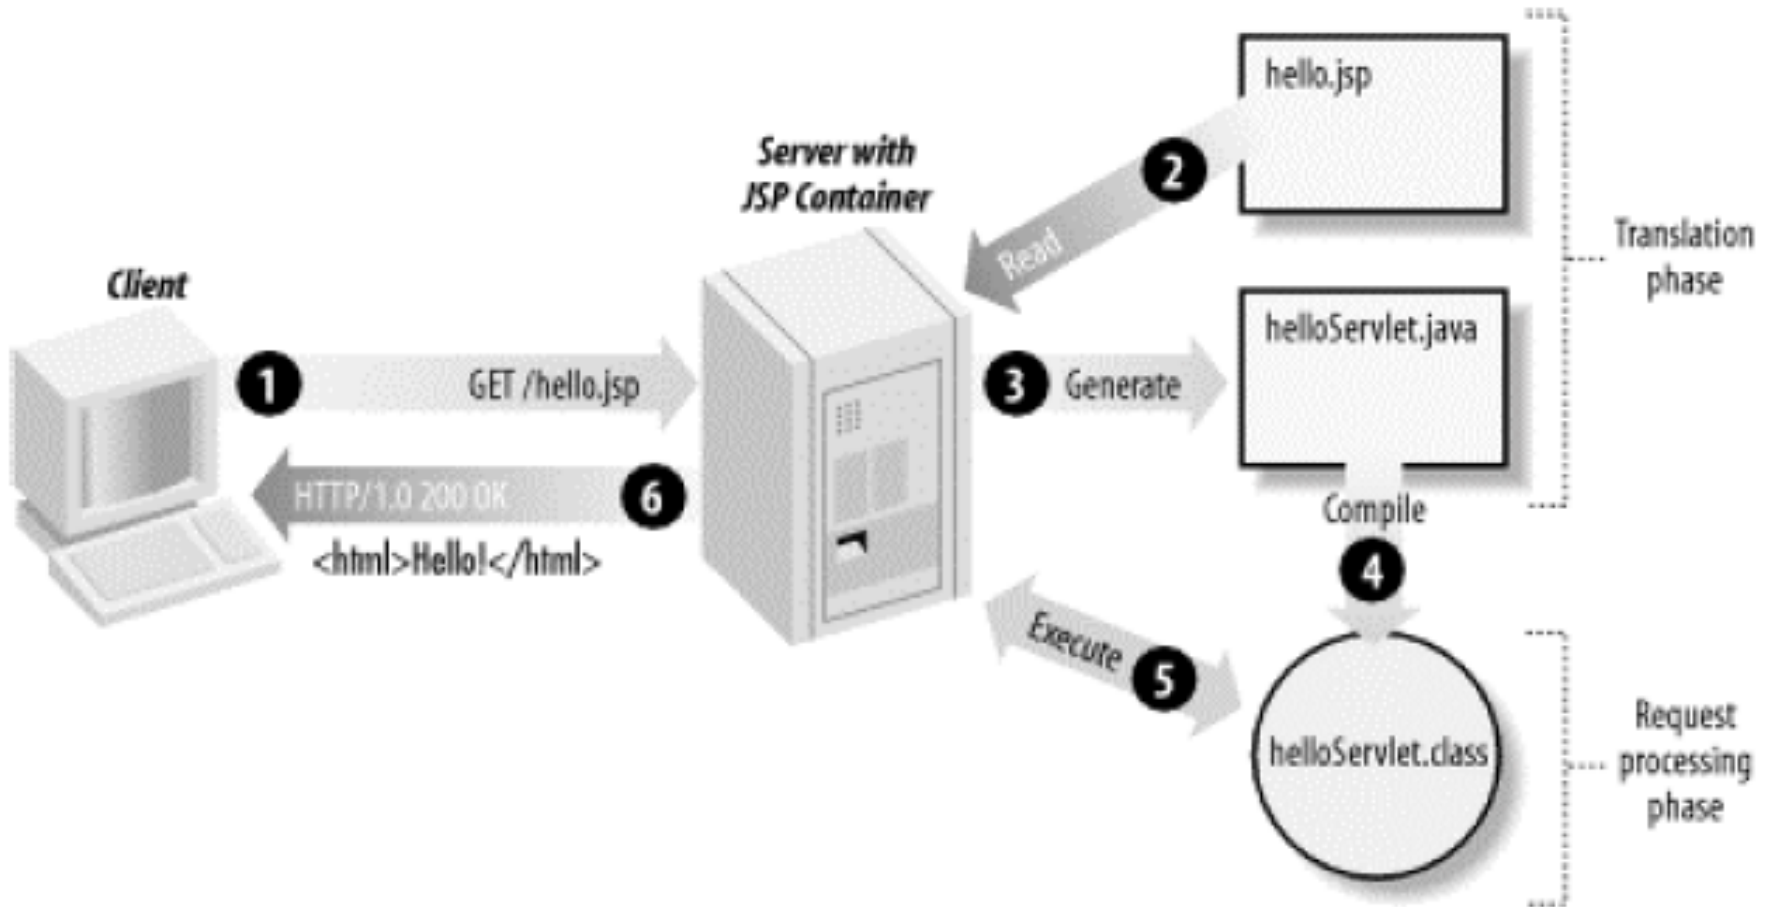 Server with
JSP Container
Client
1
GET /hello.jsp
6
HTTP/1.0 200 OK
<html>Hello!</html>
2
Read
hello.jsp
3
Generate
helloServlet.java
Compile
4
Execute
5
helloServlet.class
Translation
phase
Request
processing
phase